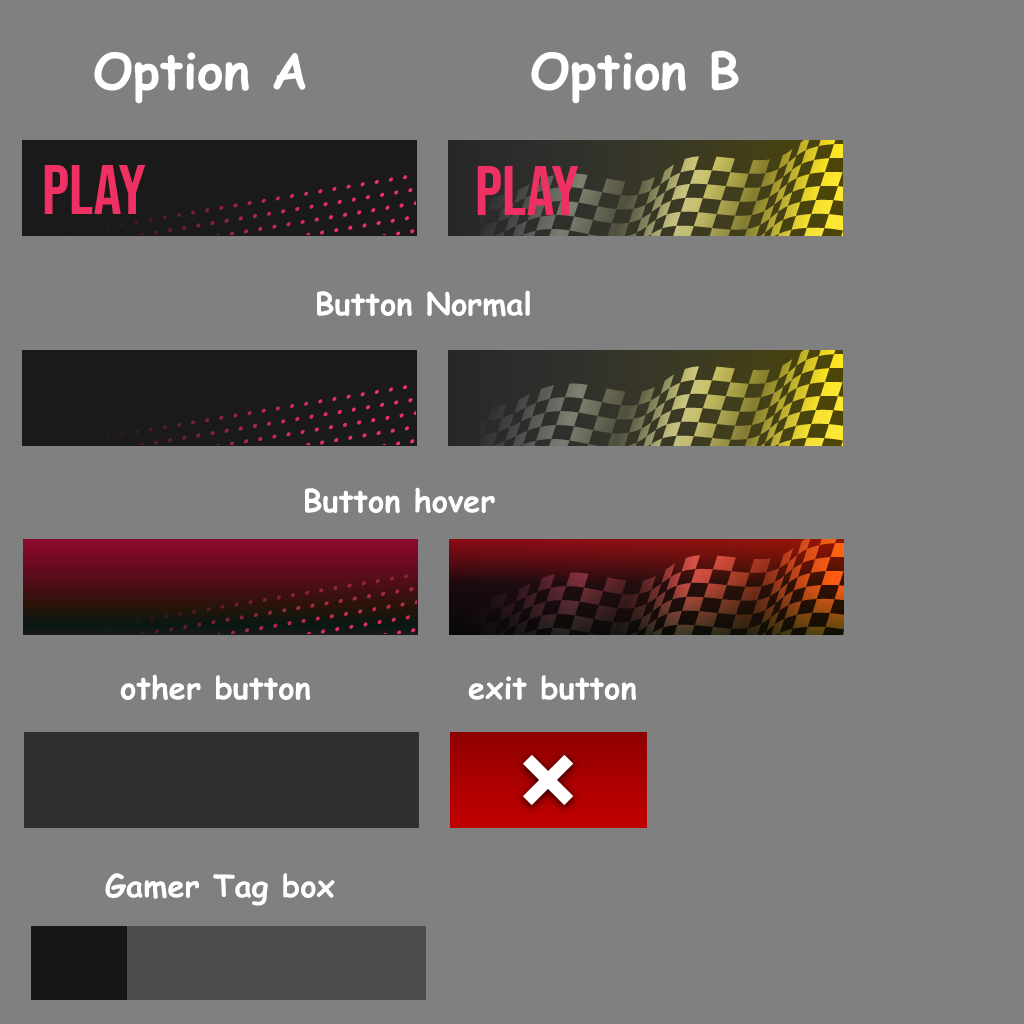 Option A
Option B
PLAY
PLAY
Button Normal
Button hover
other button
exit button
Gamer Tag box